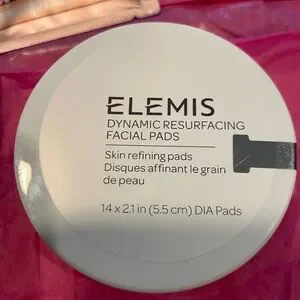 ELEMIS
DYNAMIC RESURFACING
FACIAL PADS
Skin refining pads
Disques affinant le grain
de peau
14 x 2.1 in (5.5 cm) DIA Pads